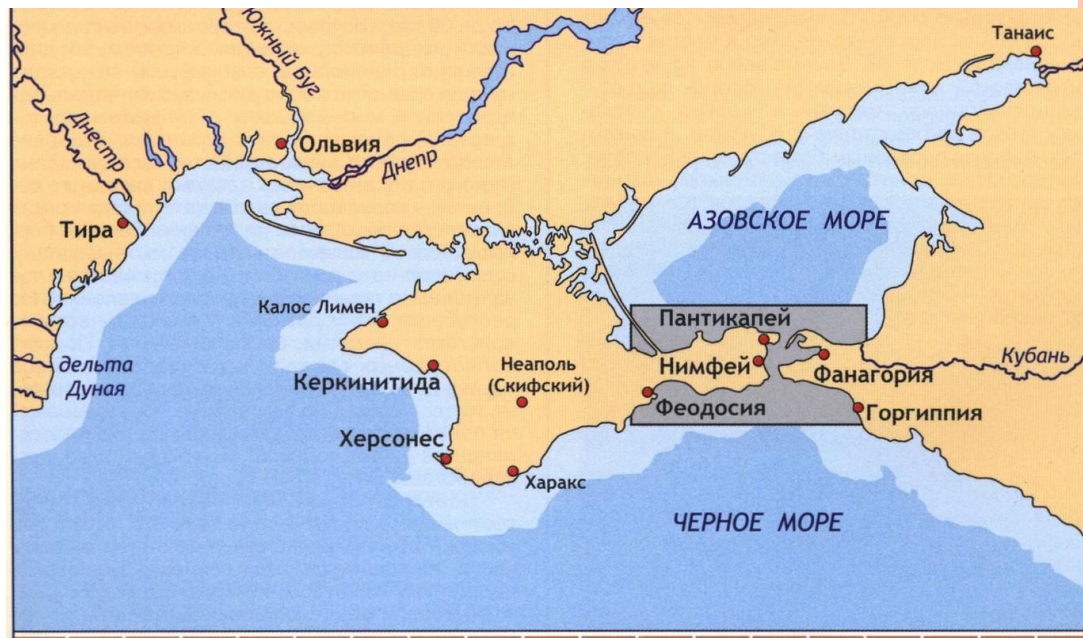 Танаис
Южный Буг
Днестр
Ольвия
Днепр
Тира
АЗОВСКОЕ МОРЕ
Калос Лимен
Пантикапей
дельта
Дуная
Керкинитида
Неаполь
(Скифский)
Нимфей
Фанагория
Кубань
Феодосия
Горгиппия
Херсонес
Харакс
ЧЕРНОЕ МОРЕ